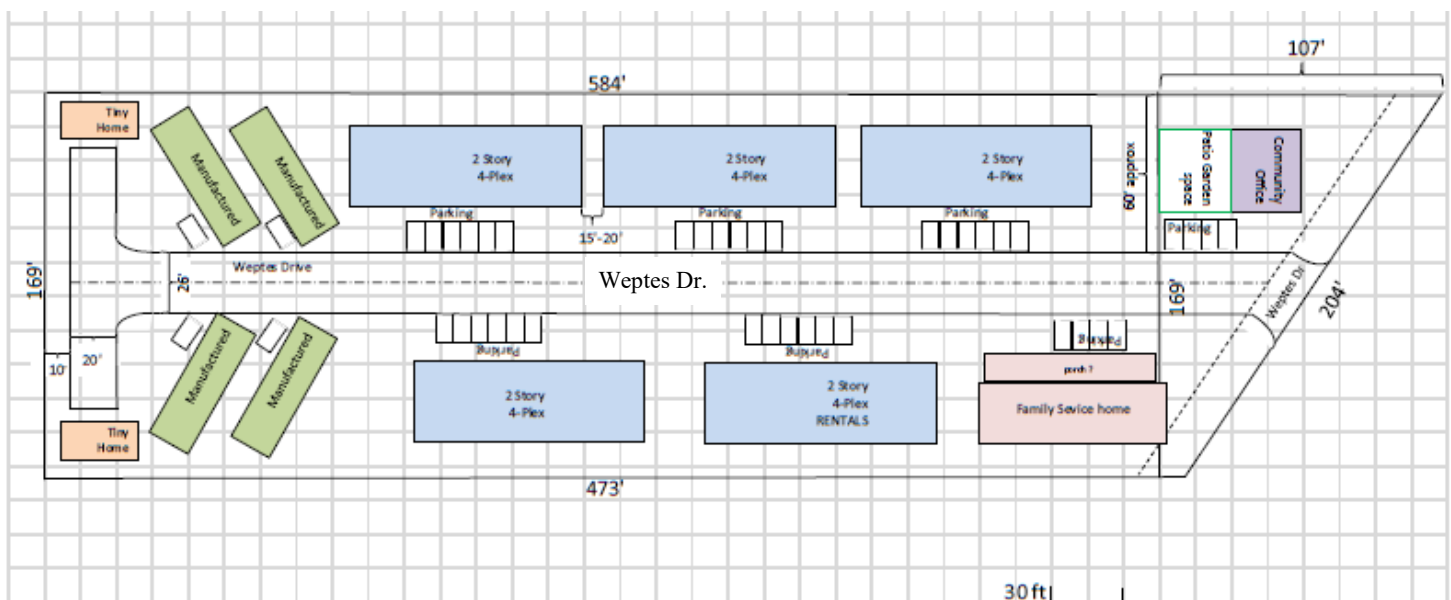 107'
584'
Tiny
Home
Manufactured
Manufactured
2 Story
4-Plex
2 Story
4-Plex
2 Story
4-Plex
60' approx
Patio Garden
space
Community
Office
Parking
Parking
Parking
Parking
15'-20'
Weptes Drive
169'
26'
Weptes Dr.
169'
Weptes Dr
204'
10'
20'
Manufactured
Manufactured
Parking
Parking
Parking
porch ?
2 Story
4-Plex
2 Story
4-Plex
RENTALS
Family Sevice home
Tiny
Home
473'
30 ft